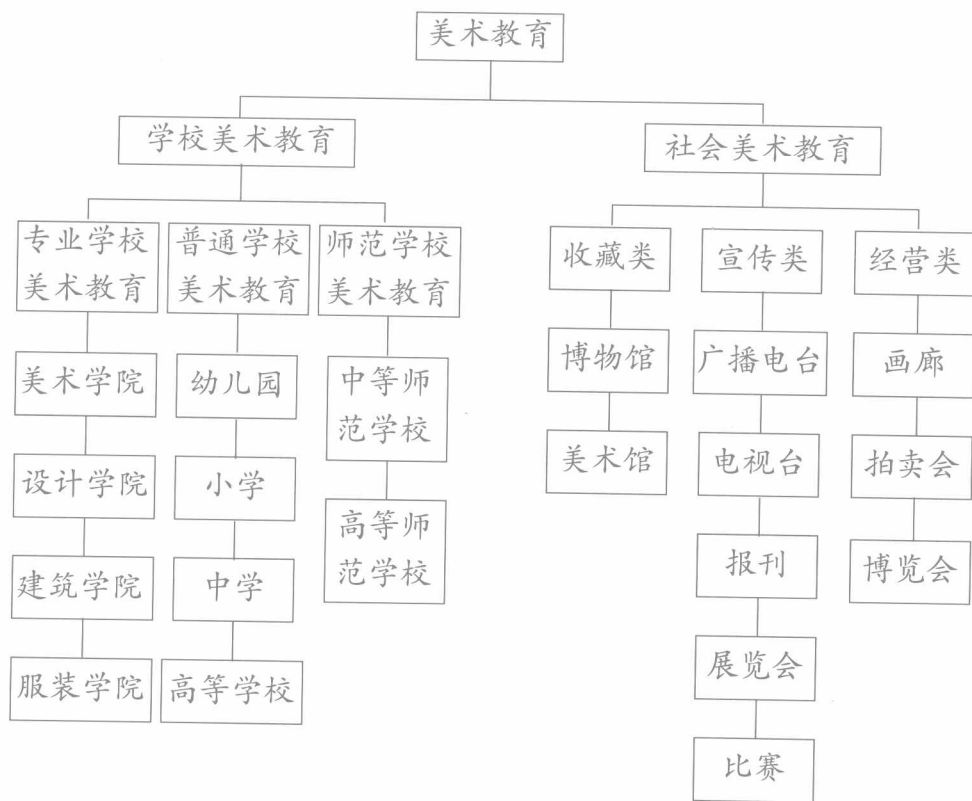 美术教育
学校美术教育
社会美术教育
专业学校
美术教育
普通学校
美术教育
师范学校
美术教育
收藏类
宣传类
经营类
美术学院
幼儿园
中等师
范学校
博物馆
广播电台
画廊
设计学院
小学
高等师
范学校
美术馆
电视台
拍卖会
建筑学院
中学
报刊
博览会
服装学院
高等学校
展览会
比赛